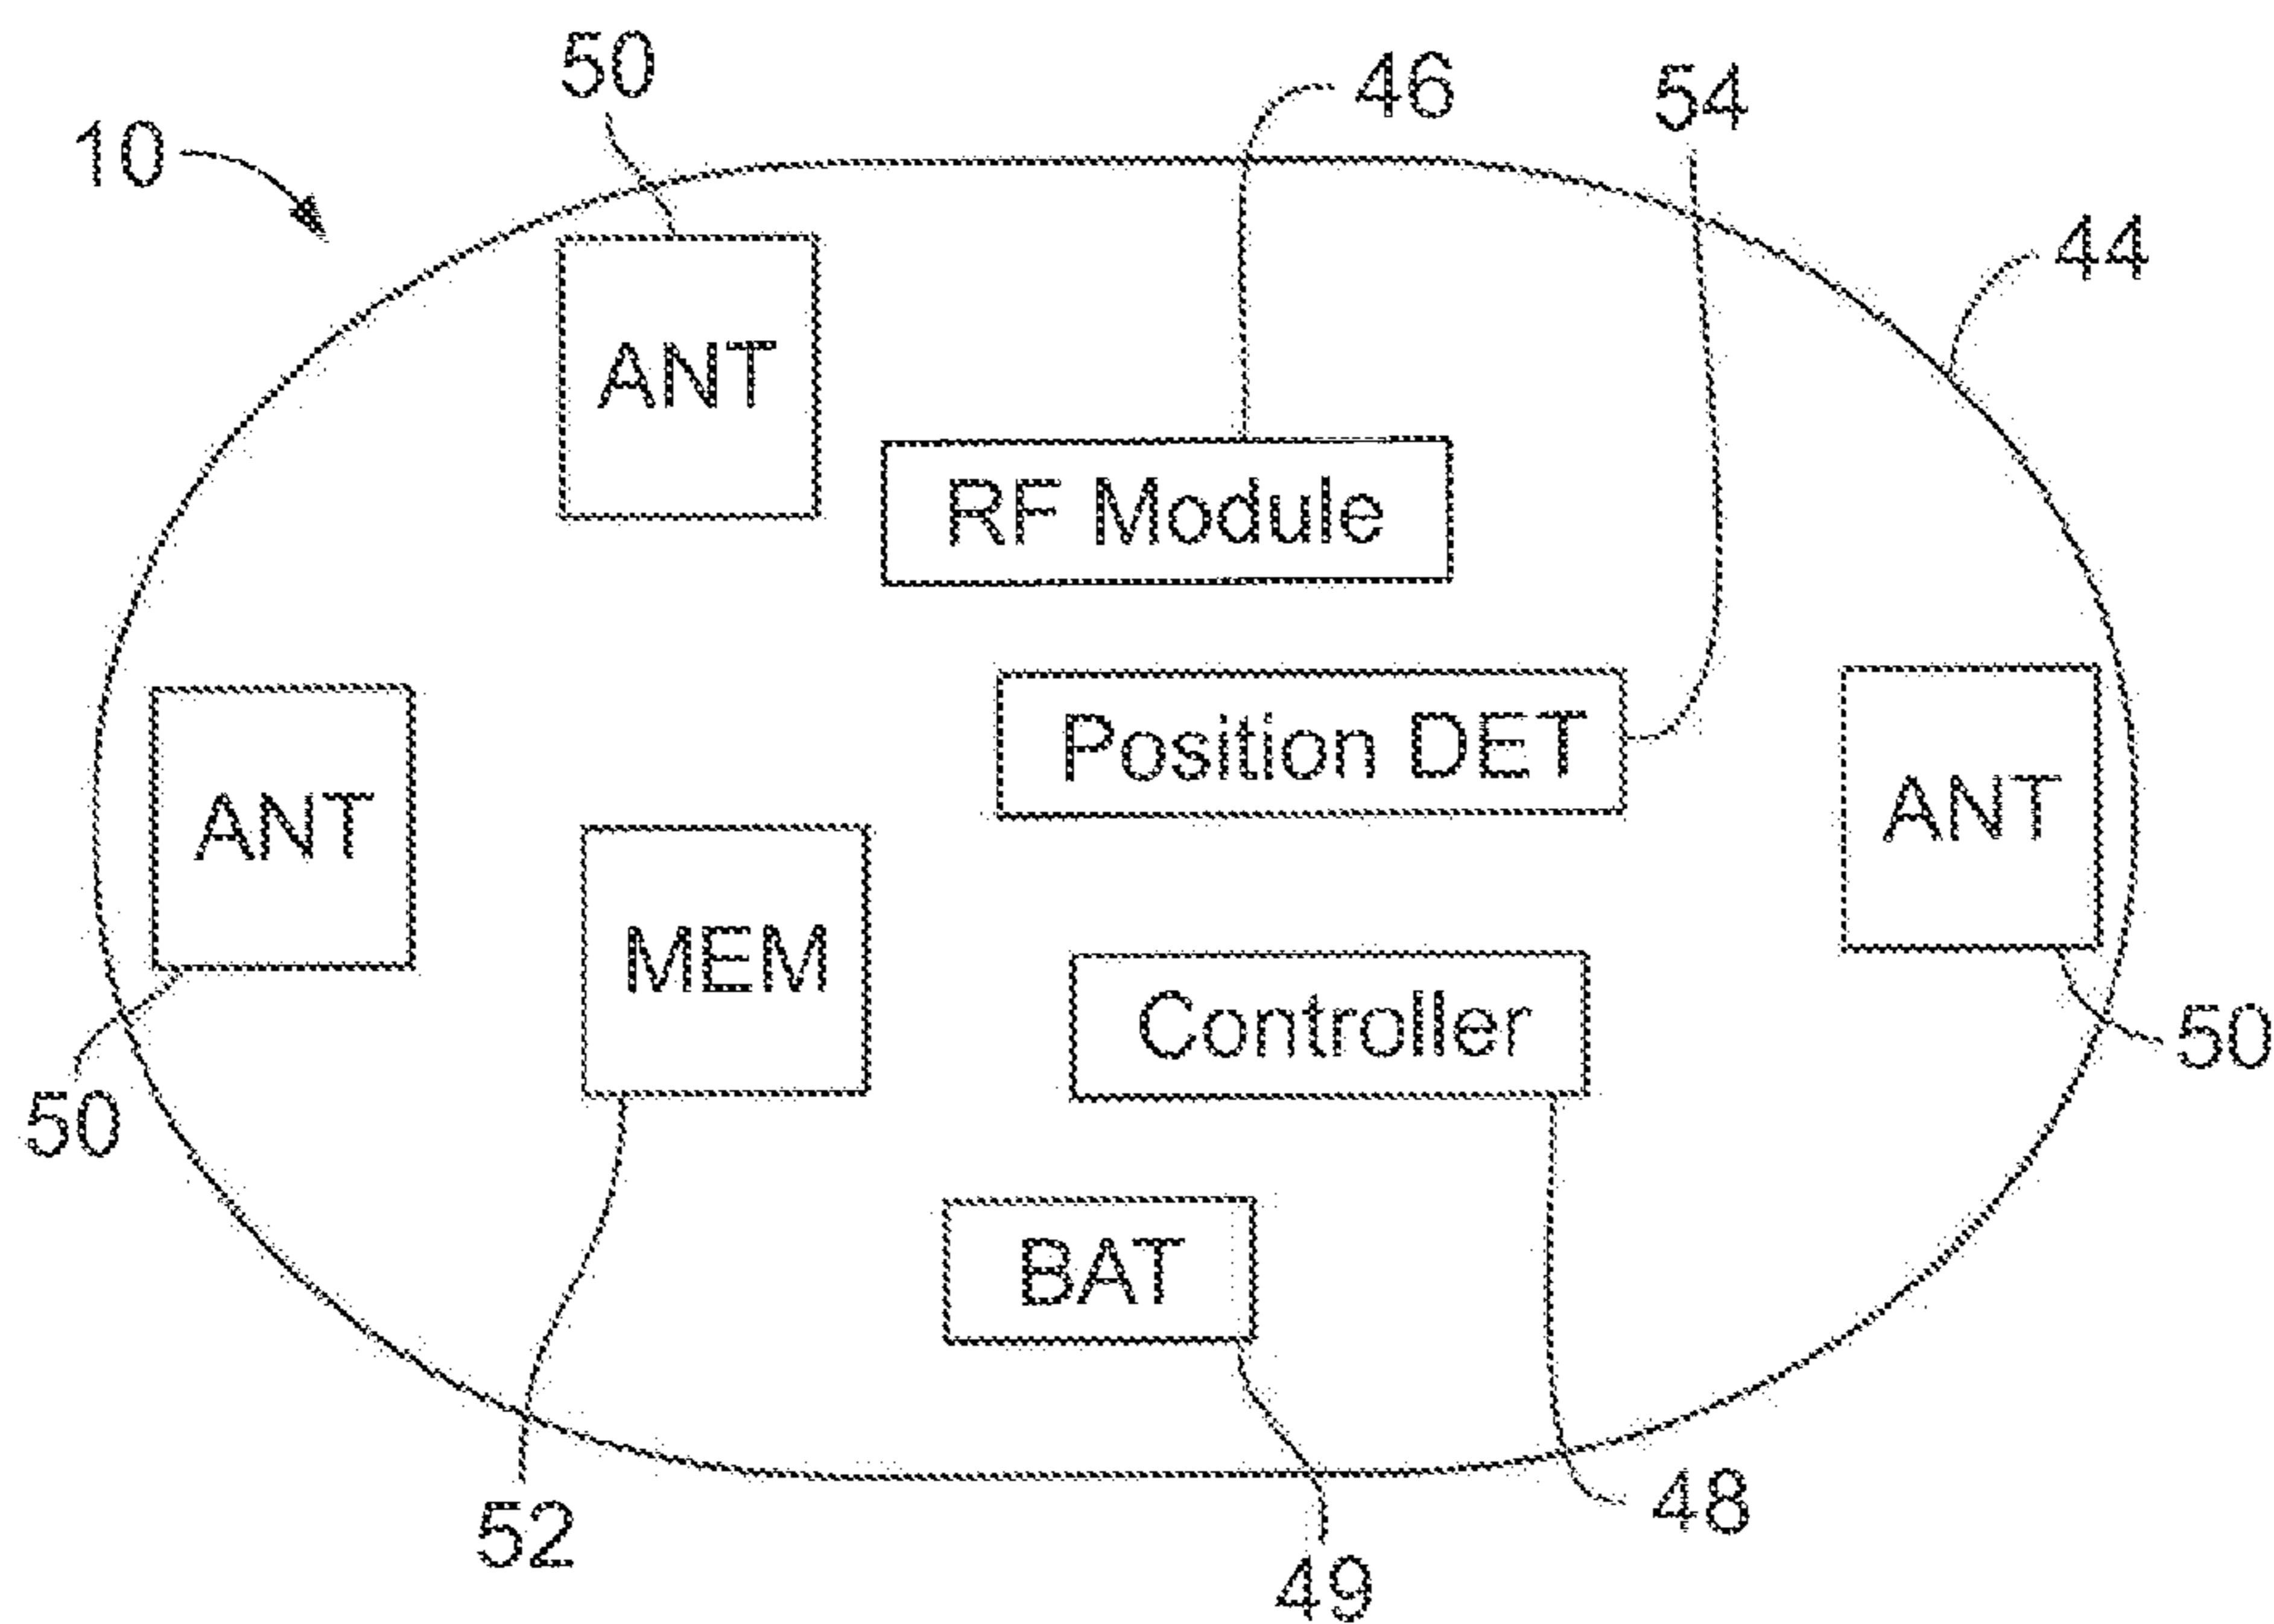 50
46
54
10
44
ANT
RF Module
Position DET
ANT
ANT
MEM
Controller
50
50
BAT
52
48
49